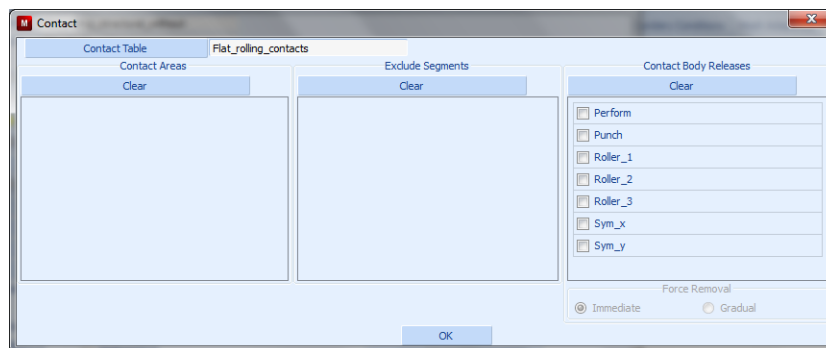 M Contact
Contact Table Flat_rolling_contacts
Contact Areas Exclude Segments Contact Body Releases
Clear Clear Clear
Perform
Punch
Roller_1
Roller_2
Roller_3
Sym_x
Sym_y
Force Removal
Immediate Gradual
OK